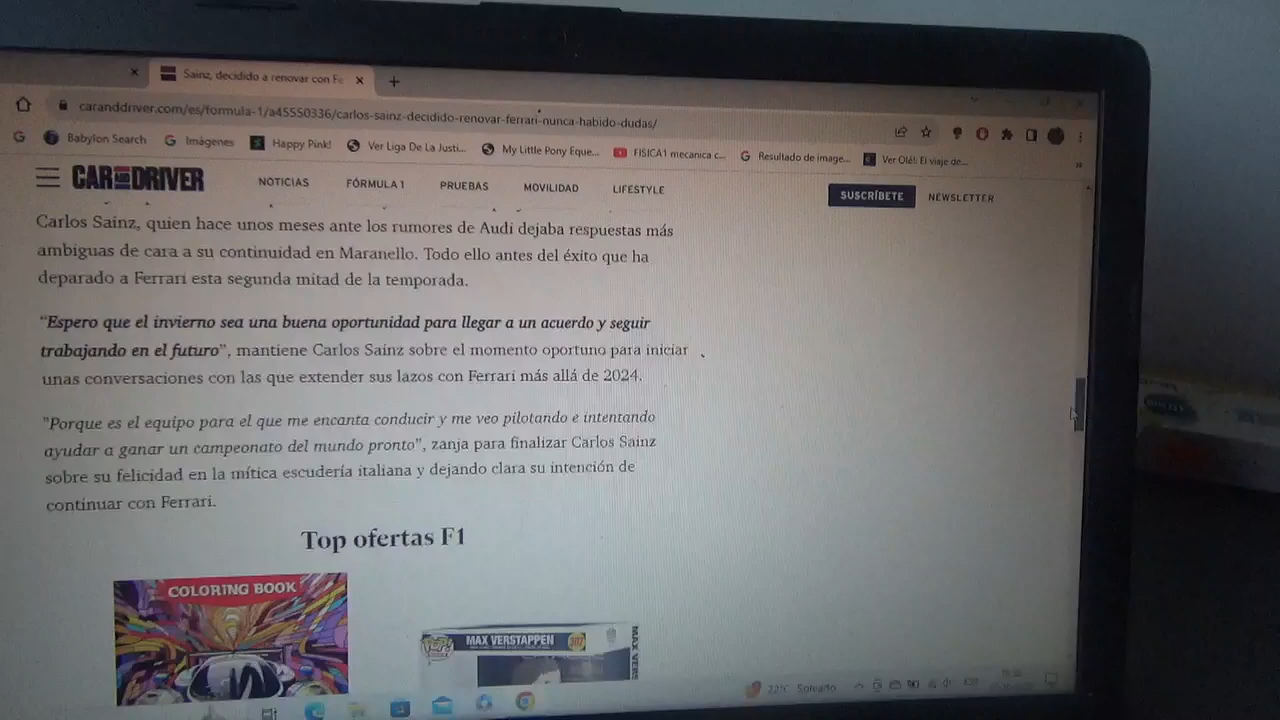 Sainz, decidido a renovar con Fe
caranddriver.com/es/formula-1/a45550336/carlos-sainz-decidido-renovar-ferrari-nunca-habido-dudas/
Babylon Search Imágenes Happy Pink! Ver Liga De La Justi... My Little Pony Eque... FISICA1 mecanica c... Resultado de image... Ver Olé! El viaje de...
CAR AND DRIVER NOTICIAS FÓRMULA 1 PRUEBAS MOVILIDAD LIFESTYLE SUSCRÍBETE NEWSLETTER
Carlos Sainz, quien hace unos meses ante los rumores de Audi dejaba respuestas más
ambiguas de cara a su continuidad en Maranello. Todo ello antes del éxito que ha
deparado a Ferrari esta segunda mitad de la temporada.
"Espero que el invierno sea una buena oportunidad para llegar a un acuerdo y seguir
trabajando en el futuro", mantiene Carlos Sainz sobre el momento oportuno para iniciar
unas conversaciones con las que extender sus lazos con Ferrari más allá de 2024.
"Porque es el equipo para el que me encanta conducir y me veo pilotando e intentando
ayudar a ganar un campeonato del mundo pronto", zanja para finalizar Carlos Sainz
sobre su felicidad en la mítica escudería italiana y dejando clara su intención de
continuar con Ferrari.
Top ofertas F1
COLORING BOOK
POP! MAX VERSTAPPEN 307
MAX VERS
22°C Soleado